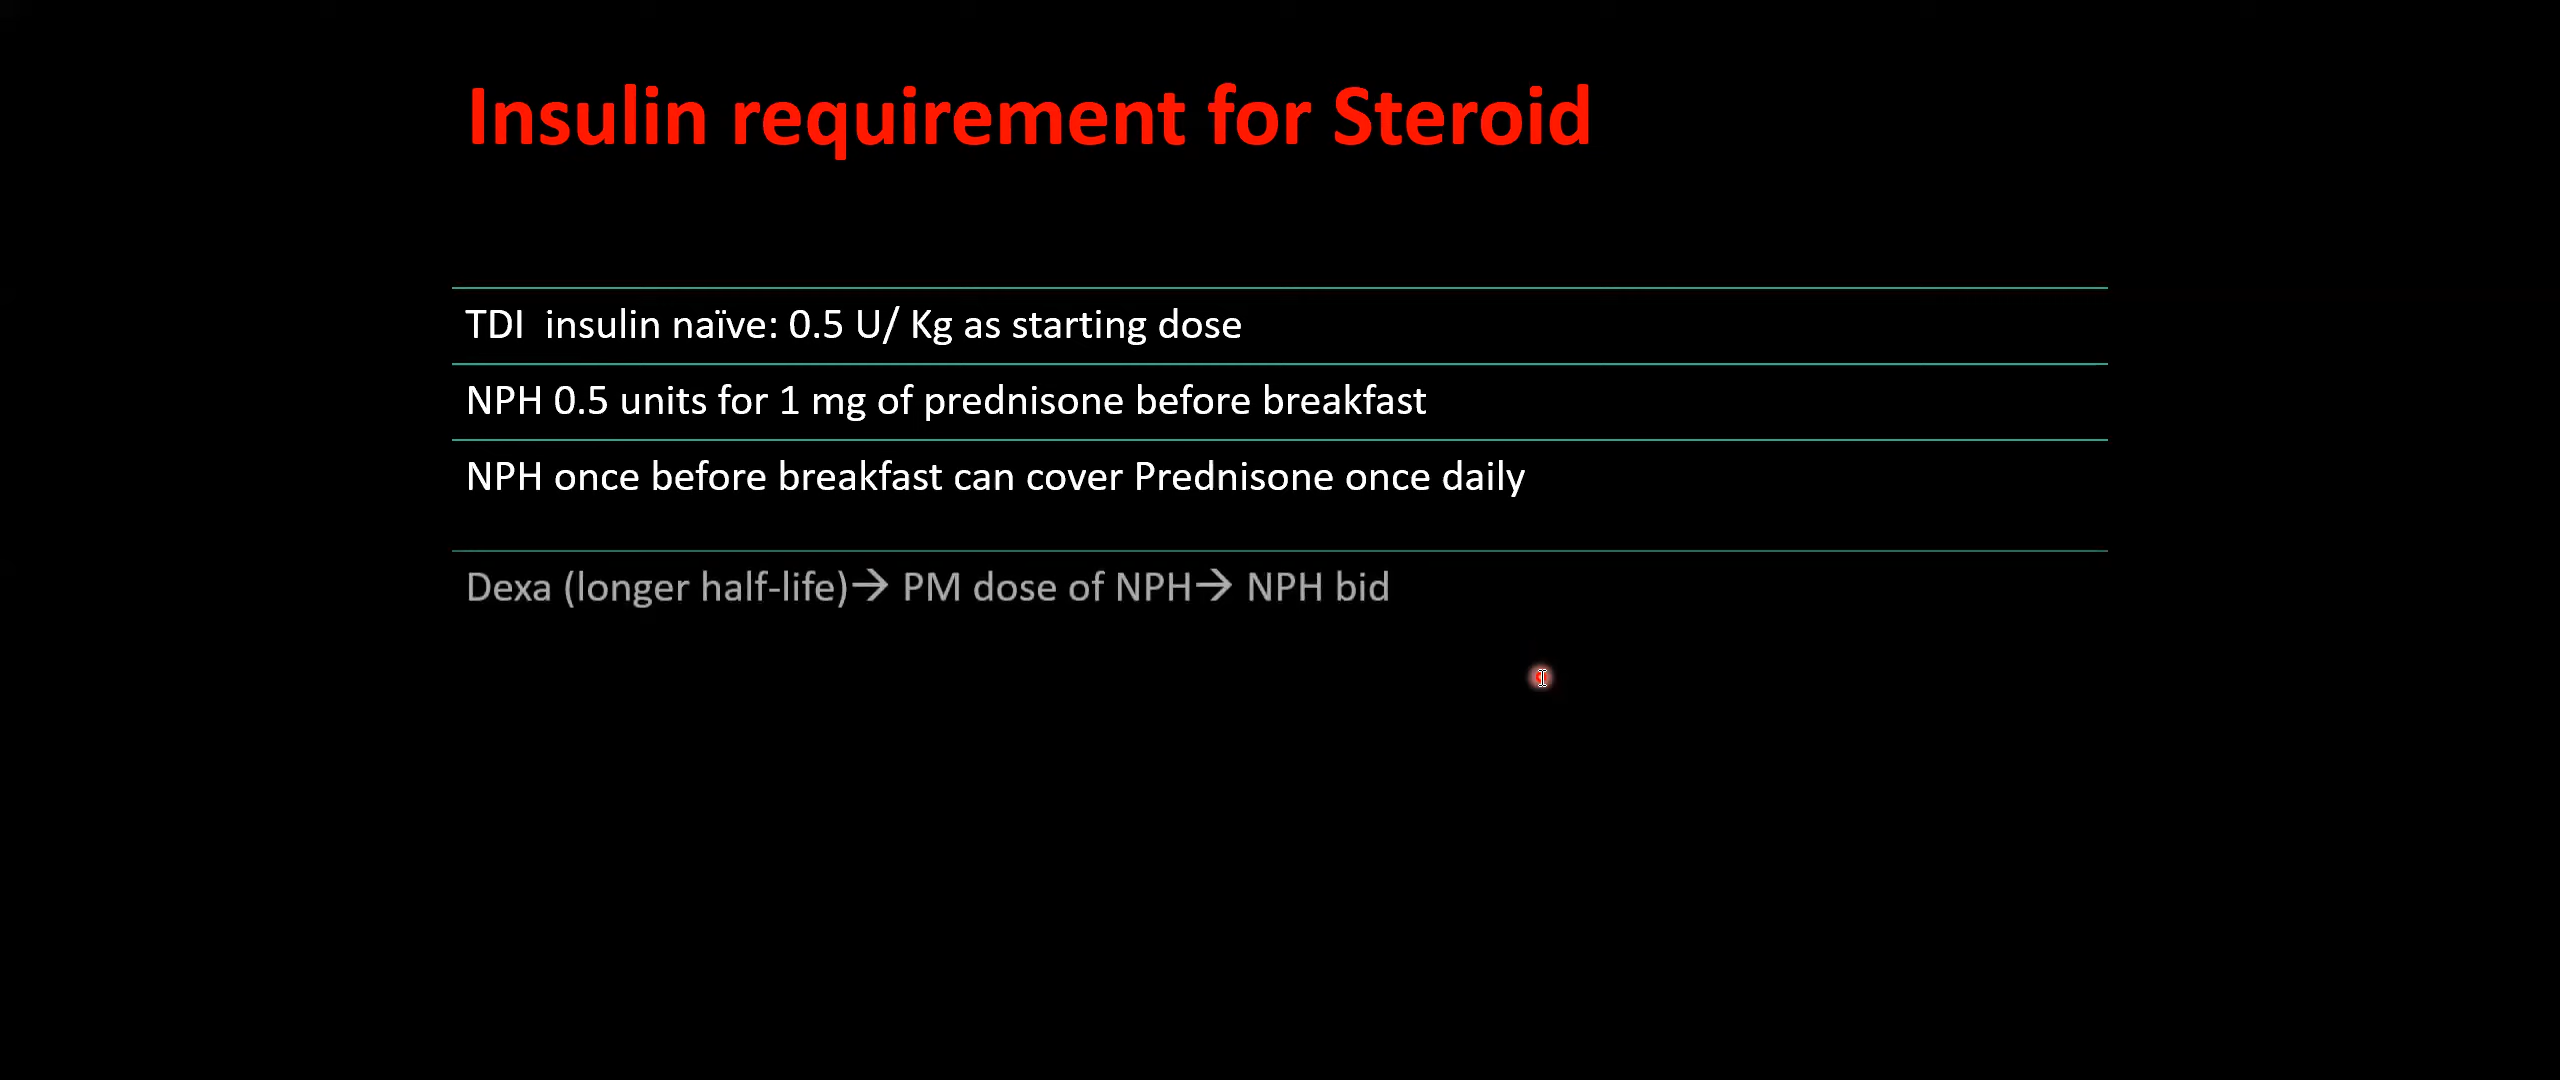 Insulin requirement for Steroid
TDI  insulin naïve: 0.5 U/ Kg as starting dose
NPH 0.5 units for 1 mg of prednisone before breakfast
NPH once before breakfast can cover Prednisone once daily
Dexa (longer half-life)→ PM dose of NPH→ NPH bid